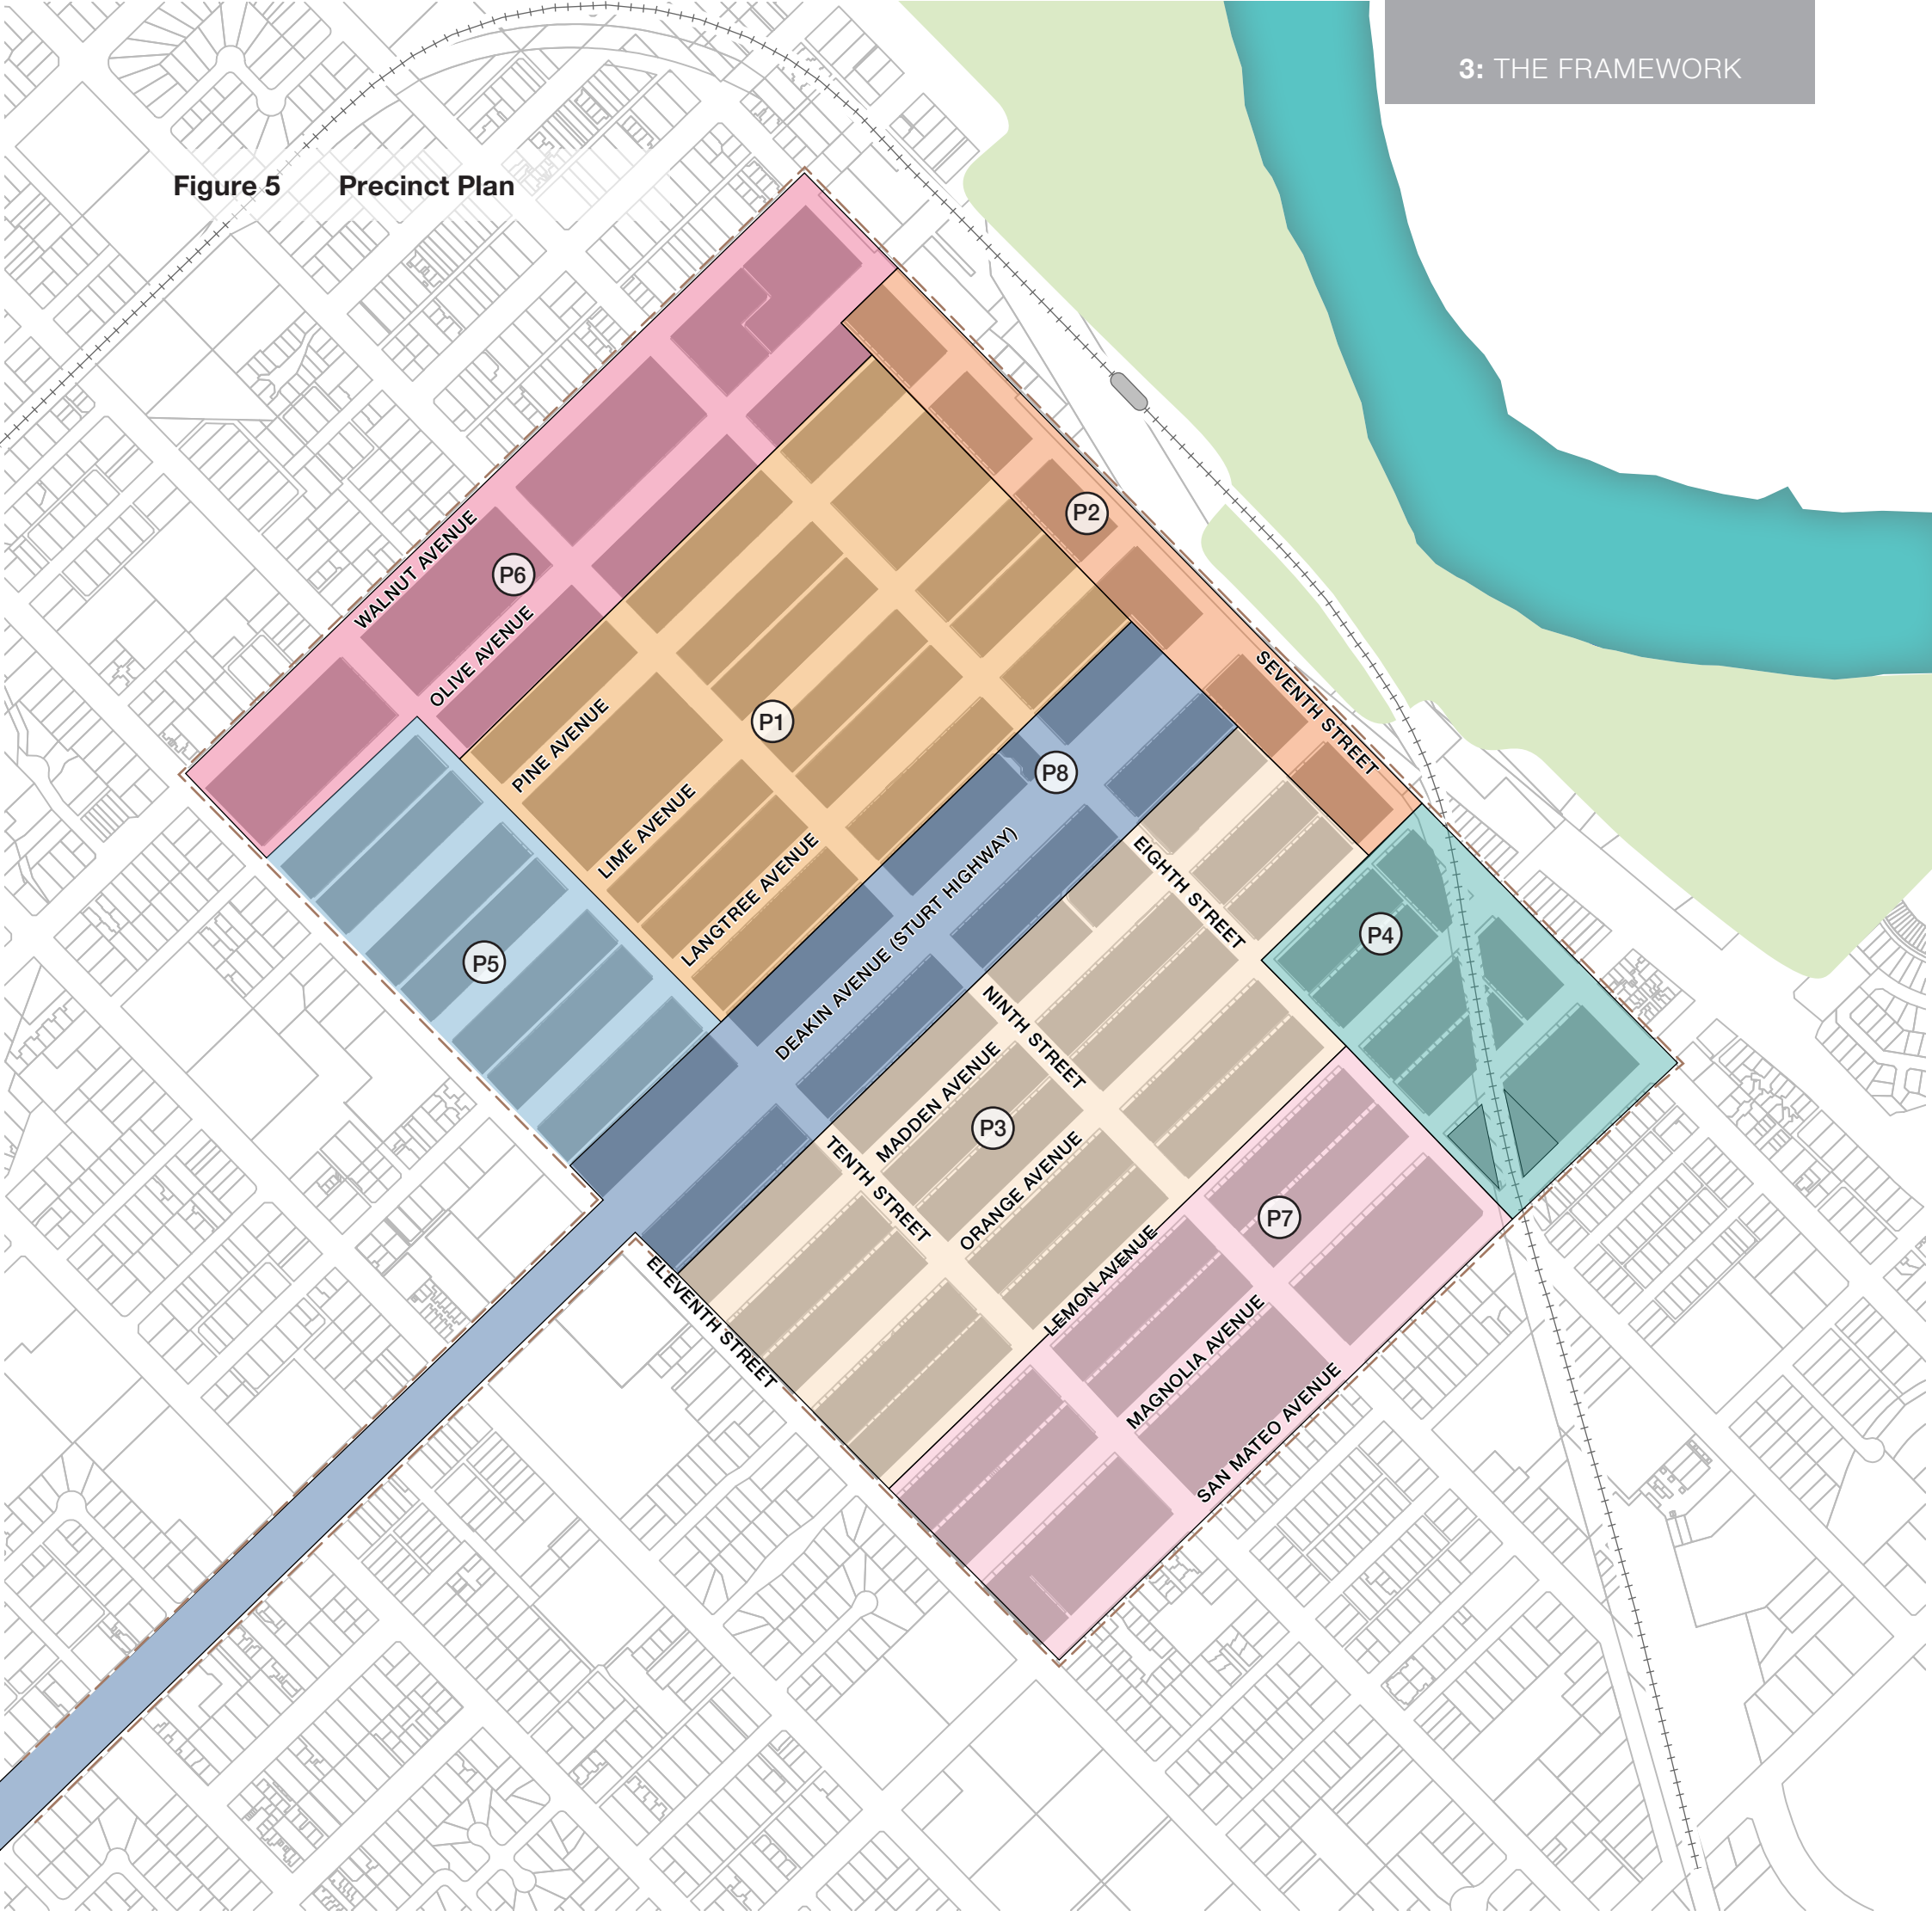 3: THE FRAMEWORK
Figure 5 Precinct Plan
P2
WALNUT AVENUE
P6
OLIVE AVENUE
SEVENTH STREET
PINE AVENUE
P1
P8
LIME AVENUE
LANGTREE AVENUE
DEAKIN AVENUE (STURT HIGHWAY)
EIGHTH STREET
P4
P5
NINTH STREET
MADDEN AVENUE
P3
TENTH STREET
ORANGE AVENUE
P7
LEMON AVENUE
ELEVENTH STREET
MAGNOLIA AVENUE
SAN MATEO AVENUE